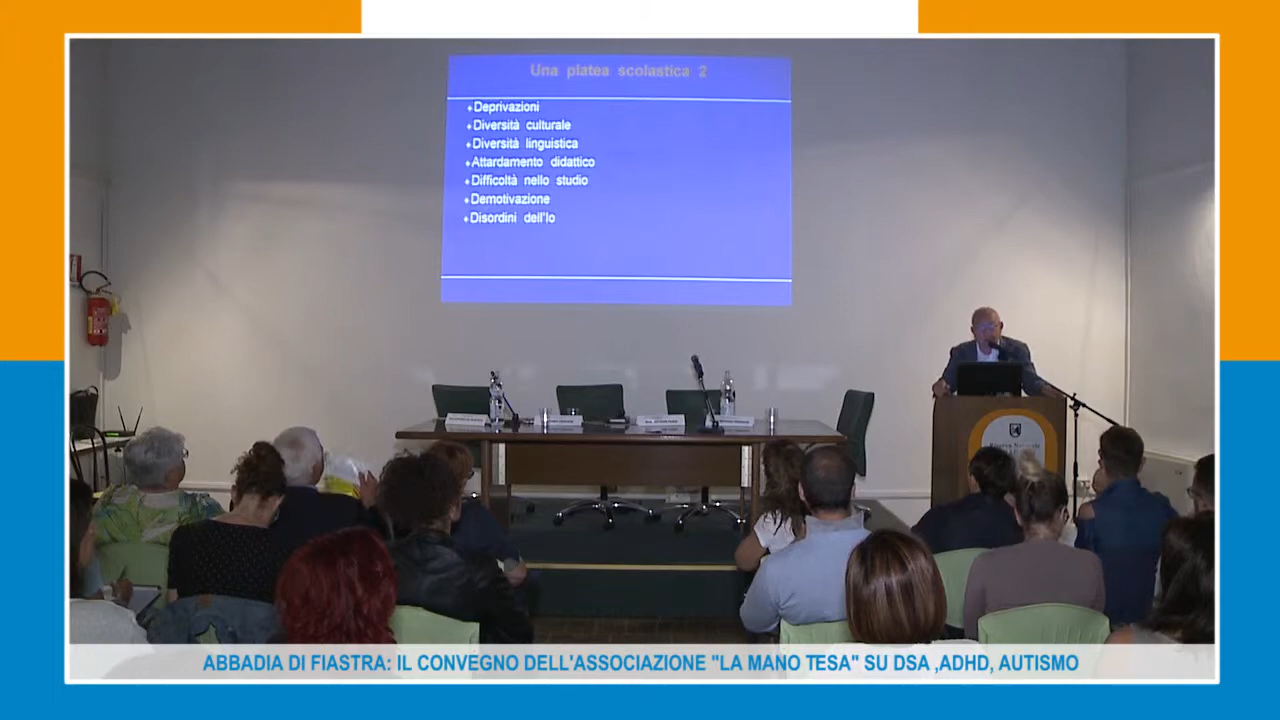 Una platea scolastica 2
Deprivazioni
Diversità culturale
Diversità linguistica
Attardamento didattico
Difficoltà nello studio
Demotivazione
Disordini dell'Io
ABBADIA DI FIASTRA: IL CONVEGNO DELL'ASSOCIAZIONE "LA MANO TESA" SU DSA ,ADHD, AUTISMO